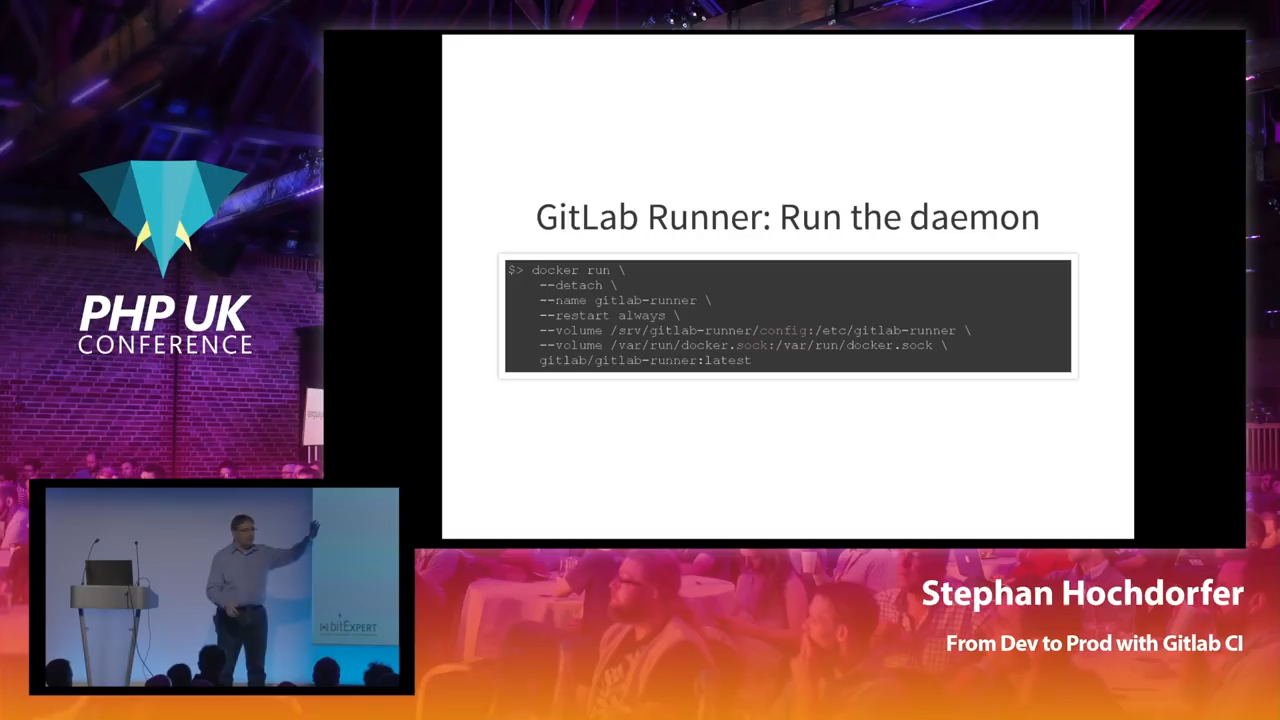 PHP UK
CONFERENCE
GitLab Runner: Run the daemon
$> docker run \
--detach \
--name gitlab-runner \
--restart always \
--volume /srv/gitlab-runner/config:/etc/gitlab-runner \
--volume /var/run/docker.sock:/var/run/docker.sock \
gitlab/gitlab-runner:latest
bitExpert
Stephan Hochdorfer
From Dev to Prod with Gitlab CI